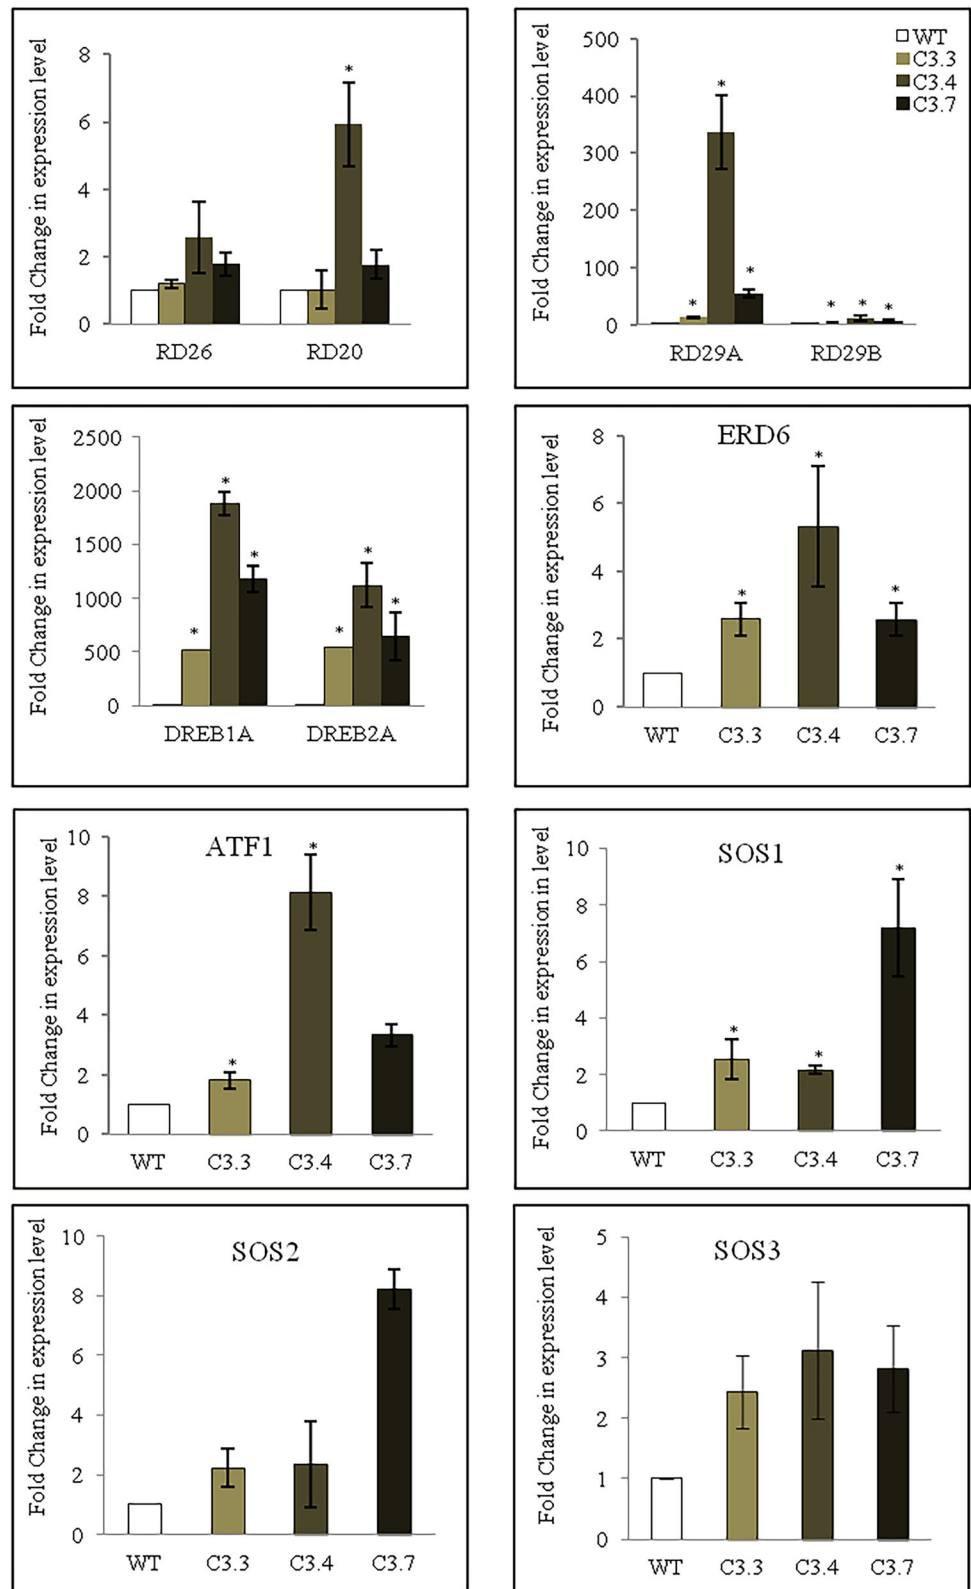 Fold Change in expression level
8
6
4
2
0
*
RD26
RD20
Fold Change in expression level
500
400
300
200
100
0
WT
C3.3
C3.4
C3.7
*
*
*
*
*
*
RD29A
RD29B
Fold Change in expression level
2500
2000
1500
1000
500
0
*
*
*
*
*
*
DREB1A
DREB2A
ERD6
Fold Change in expression level
8
6
4
2
0
*
*
*
WT
C3.3
C3.4
C3.7
ATF1
Fold Change in expression level
10
8
6
4
2
0
*
*
WT
C3.3
C3.4
C3.7
SOS1
Fold Change in expression in level
10
8
6
4
2
0
*
*
*
WT
C3.3
C3.4
C3.7
SOS2
Fold Change in expression level
10
8
6
4
2
0
WT
C3.3
C3.4
C3.7
SOS3
Fold Change in expression level
5
4
3
2
1
0
WT
C3.3
C3.4
C3.7